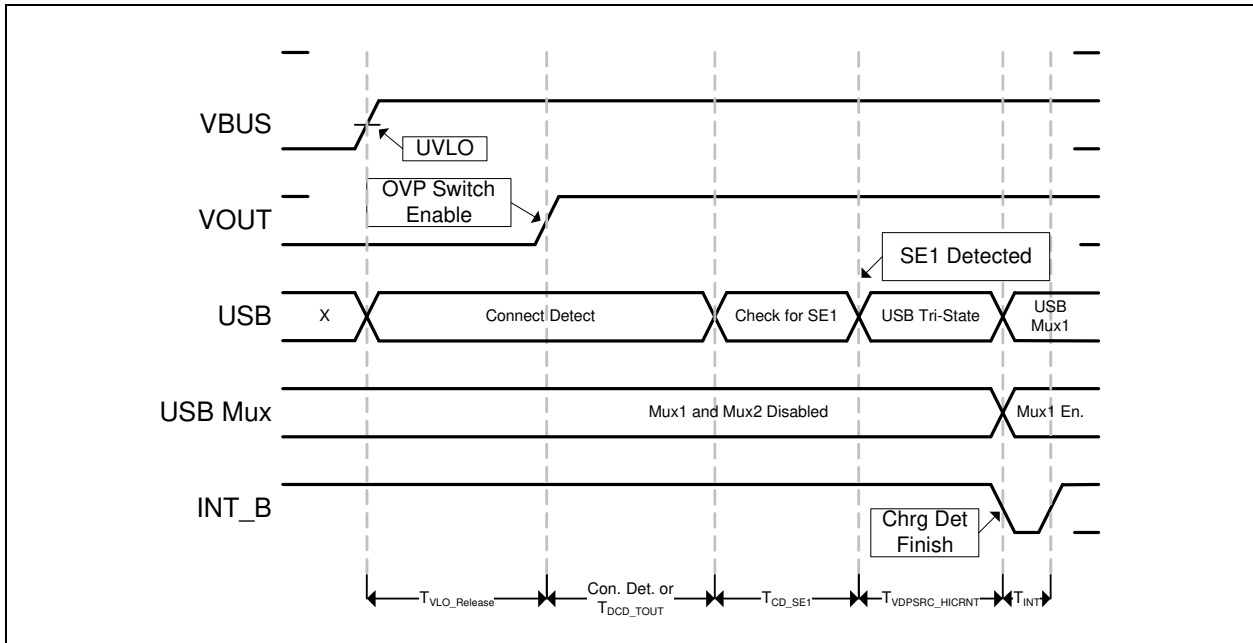 VBUS
UVLO
OVP Switch
Enable
VOUT
SE1 Detected
USB
X
Connect Detect
Check for SE1
USB Tri-State
USB
Mux1
USB Mux
Mux1 and Mux2 Disabled
Mux1 En.
INT_B
Chrg Det
Finish
TVLO_Release
Con. Det. or
TDCD_TOUT
TCD_SE1
TVDPSRC_HICRNT
TINT